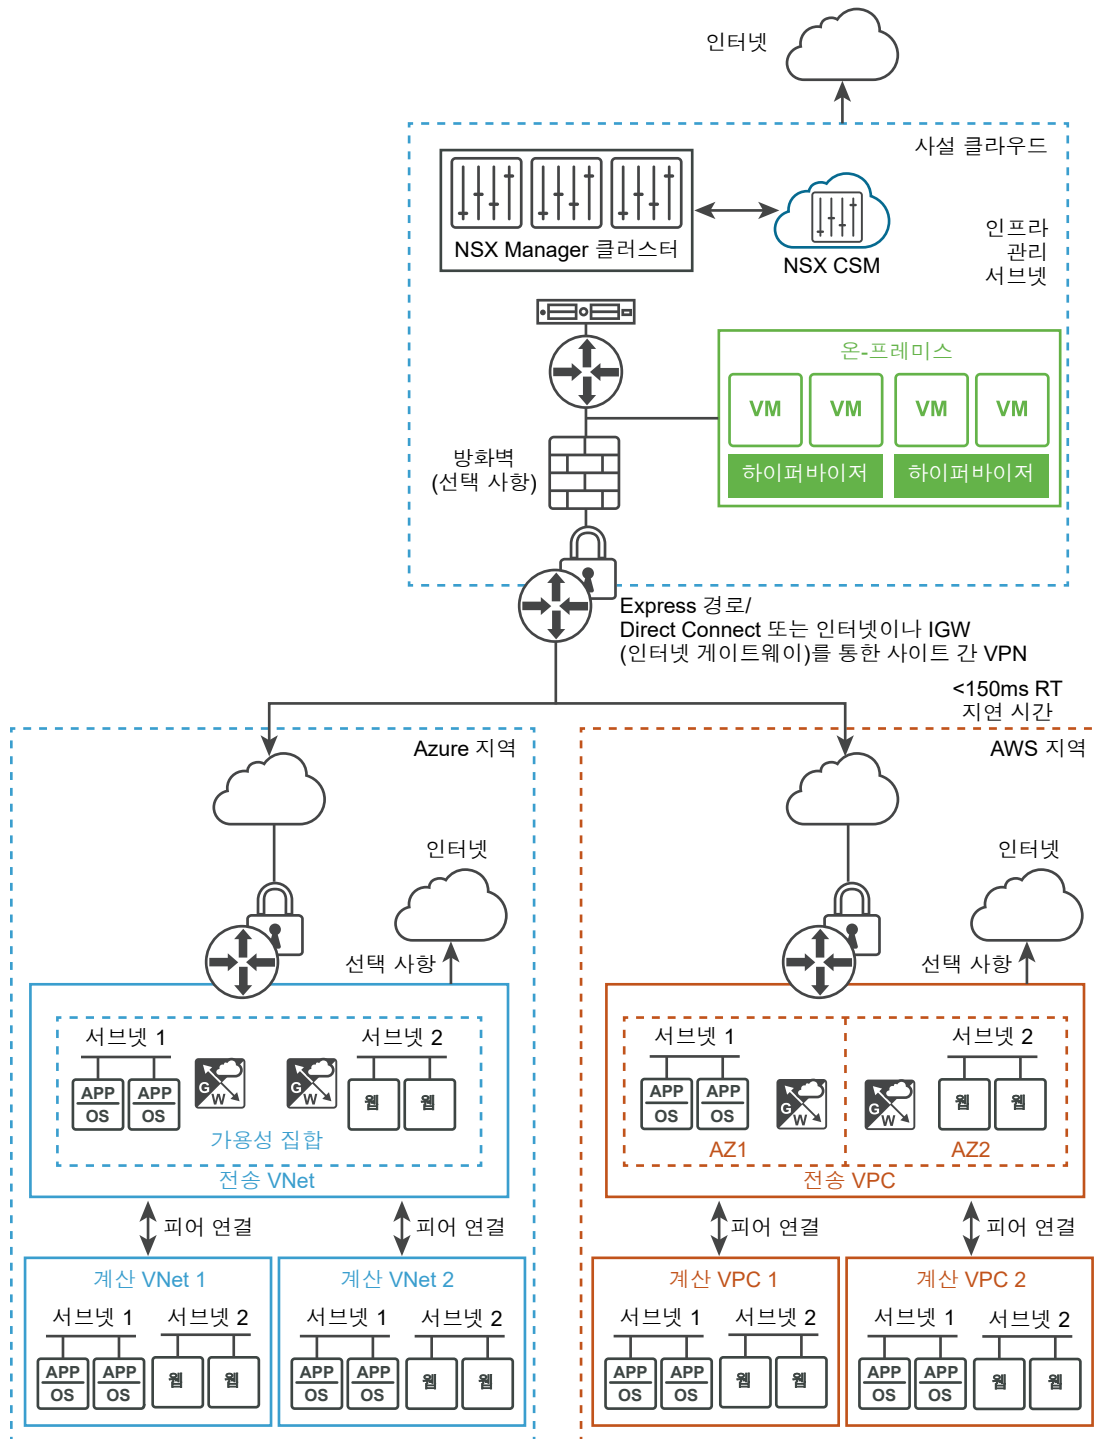 인터넷
사설 클라우드
NSX Manager 클러스터
NSX CSM
인프라
관리
서브넷
온-프레미스
VM
VM
VM
VM
하이퍼바이저
하이퍼바이저
방화벽
(선택 사항)
Express 경로/
Direct Connect 또는 인터넷이나 IGW
(인터넷 게이트웨이)를 통한 사이트 간 VPN
<150ms RT
지연 시간
Azure 지역
인터넷
선택 사항
서브넷 1
서브넷 2
APP
OS
APP
OS
G
W
G
W
웹
웹
가용성 집합
전송 VNet
피어 연결
피어 연결
계산 VNet 1
서브넷 1
서브넷 2
APP
OS
APP
OS
웹
웹
계산 VNet 2
서브넷 1
서브넷 2
APP
OS
APP
OS
웹
웹
AWS 지역
인터넷
선택 사항
서브넷 1
서브넷 2
APP
OS
APP
OS
G
W
G
W
웹
웹
AZ1
AZ2
전송 VPC
피어 연결
피어 연결
계산 VPC 1
서브넷 1
서브넷 2
APP
OS
APP
OS
웹
웹
계산 VPC 2
서브넷 1
서브넷 2
APP
OS
APP
OS
웹
웹